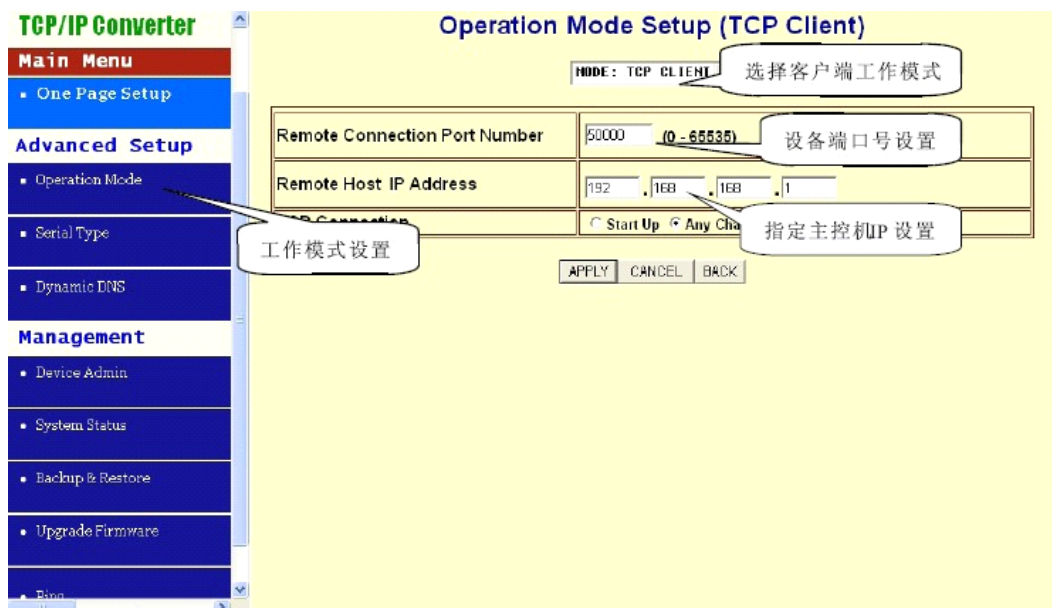 TCP/IP Converter
Main Menu
One Page Setup
Advanced Setup
Operation Mode
Serial Type
Dynamic DNS
Management
Device Admin
System Status
Backup & Restore
Upgrade Firmware
Ping
Operation Mode Setup (TCP Client)
MODE: TCP CLIENT
选择客户端工作模式
Remote Connection Port Number
50000 (0 - 65535)
设备端口号设置
Remote Host IP Address
192 . 168 . 168 . 1
指定主控机IP 设置
Connection
Start Up Any Cha
工作模式设置
APPLY CANCEL BACK